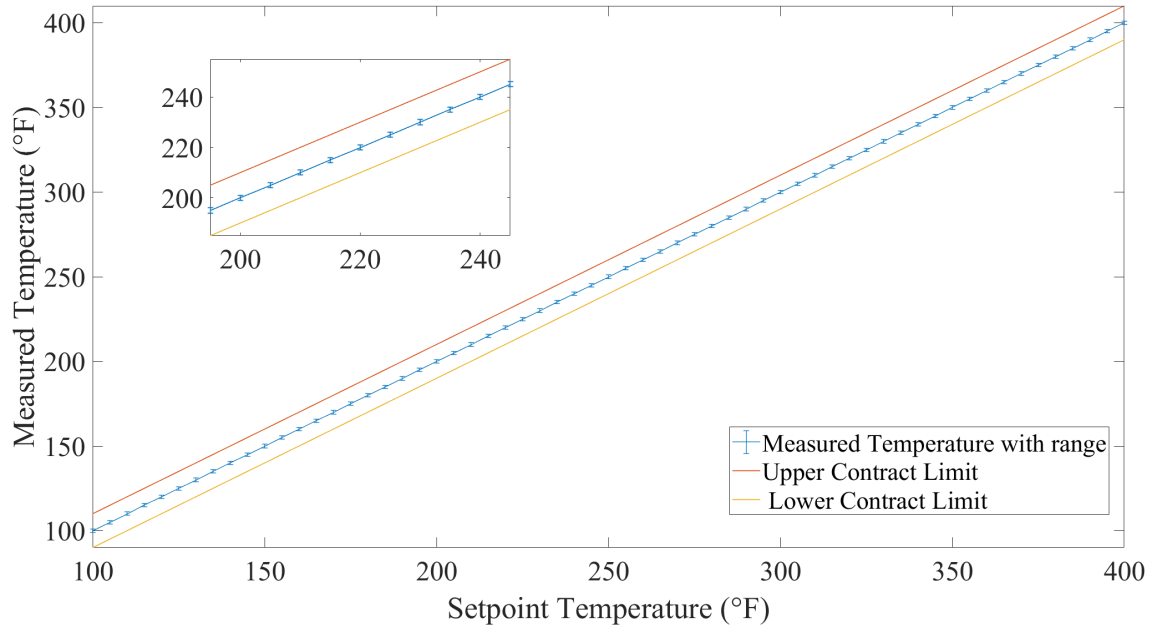 400
350
300
250
200
150
100
Measured Temperature (°F)
240
220
200
200 220 240
Measured Temperature with range
Upper Contract Limit
Lower Contract Limit
100 150 200 250 300 350 400
Setpoint Temperature (°F)